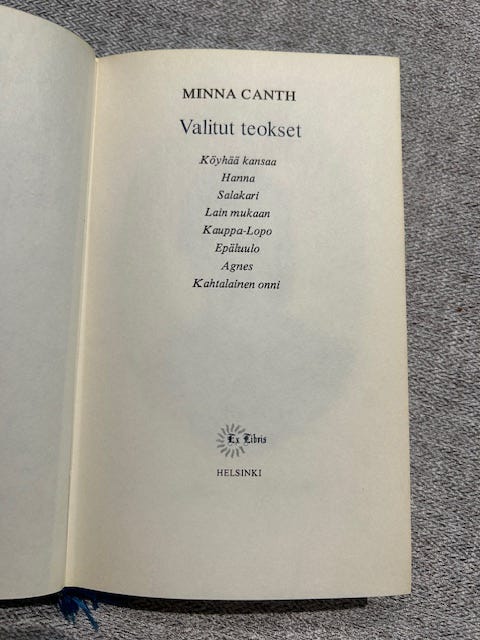 MINNA CANTH
Valitut teokset
Köyhää kansaa
Hanna
Salakari
Lain mukaan
Kauppa-Lopo
Epäluulo
Agnes
Kahtalainen onni
Ex Libris
HELSINKI